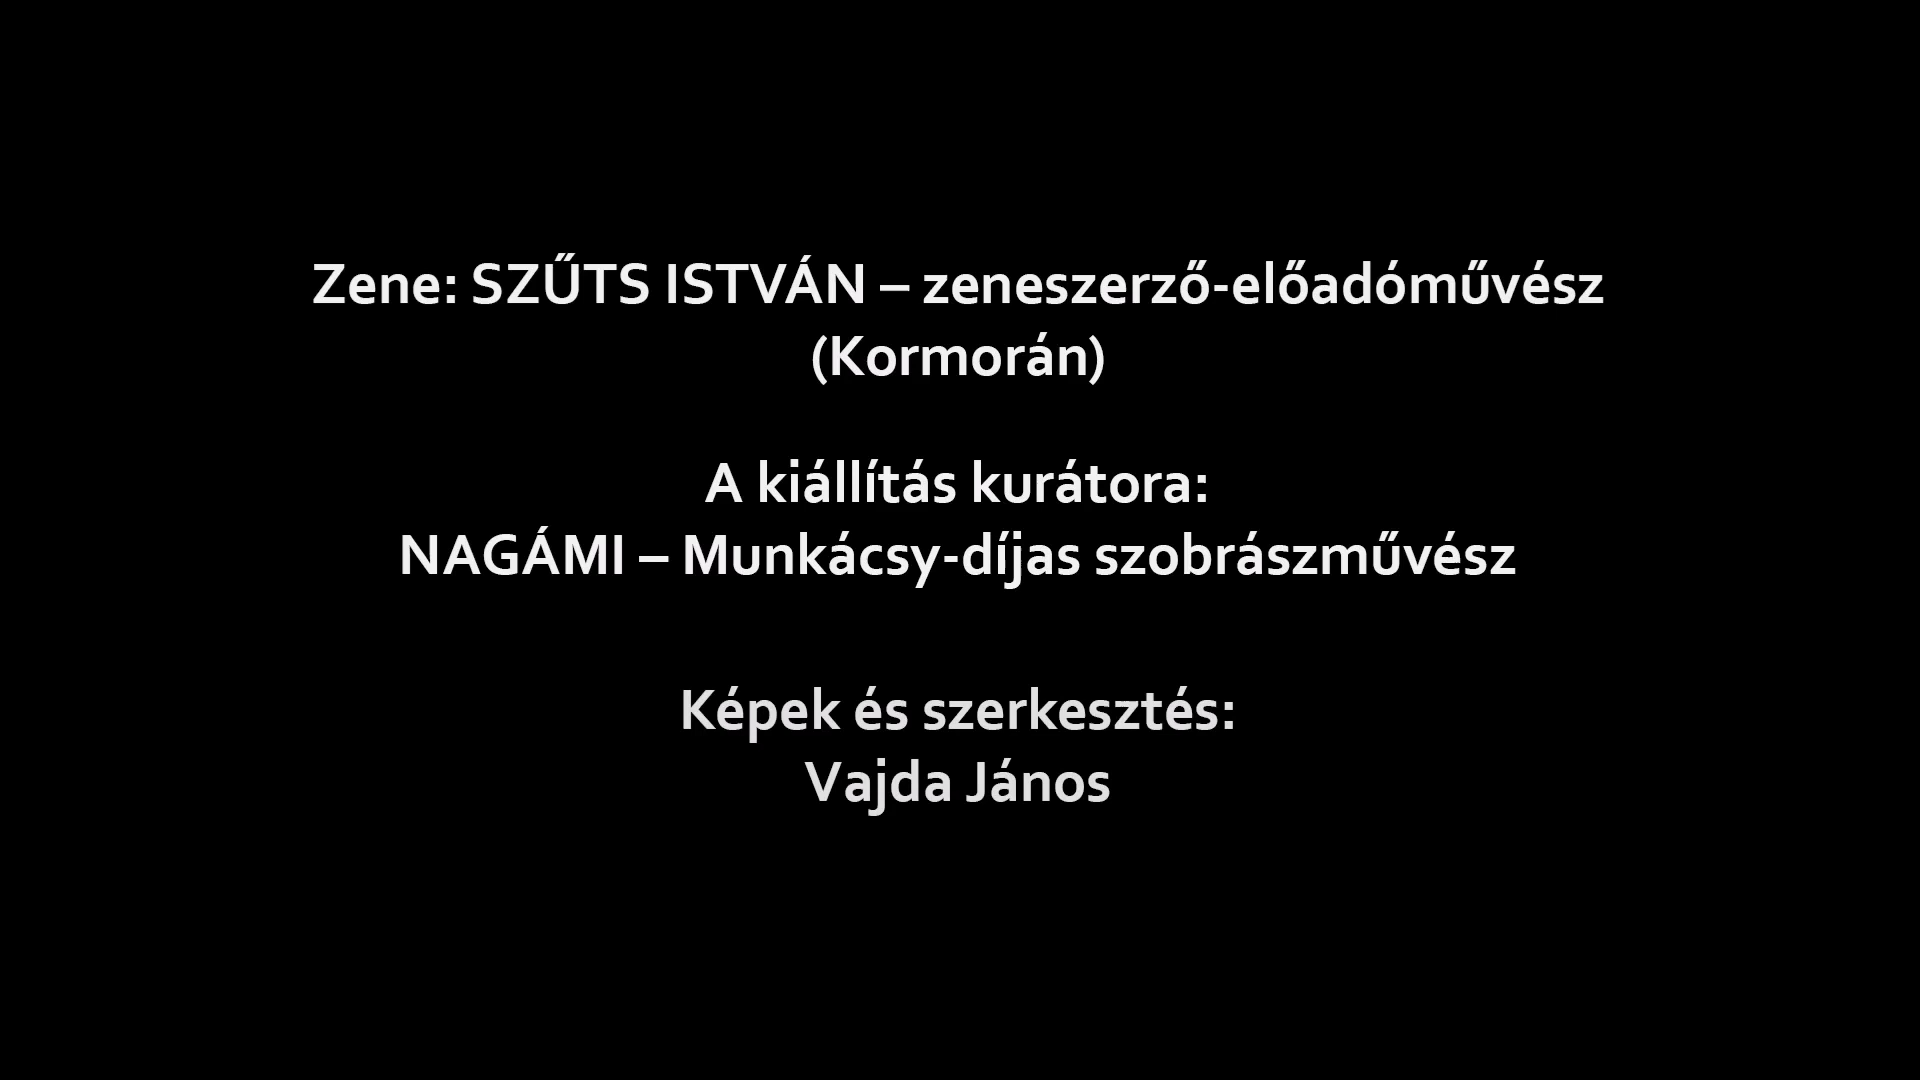 Zene: SZŰTS ISTVÁN – zeneszerző-előadóművész
(Kormorán)
A kiállítás kurátora:
NAGÁMI – Munkácsy-díjas szobrászművész
Képek és szerkesztés:
Vajda János